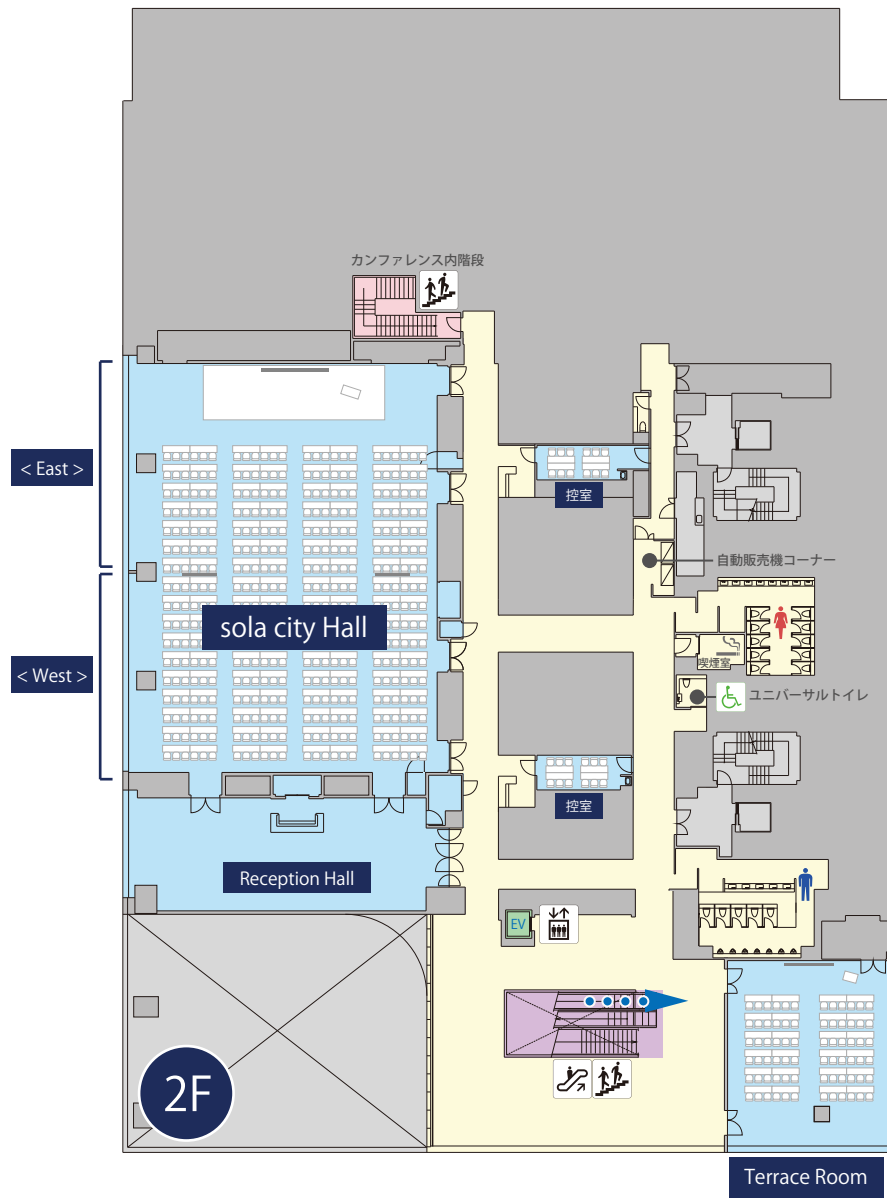 カンファレンス内階段
< East >
控室
自動販売機コーナー
sola city Hall
喫煙室
< West >
ユニバーサルトイレ
控室
Reception Hall
EV
2F
Terrace Room